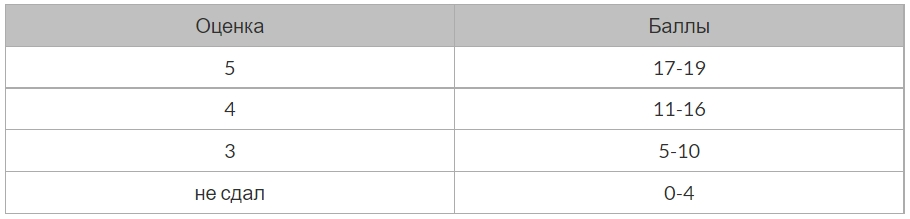 Оценка Баллы
5 17-19
4 11-16
3 5-10
не сдал 0-4